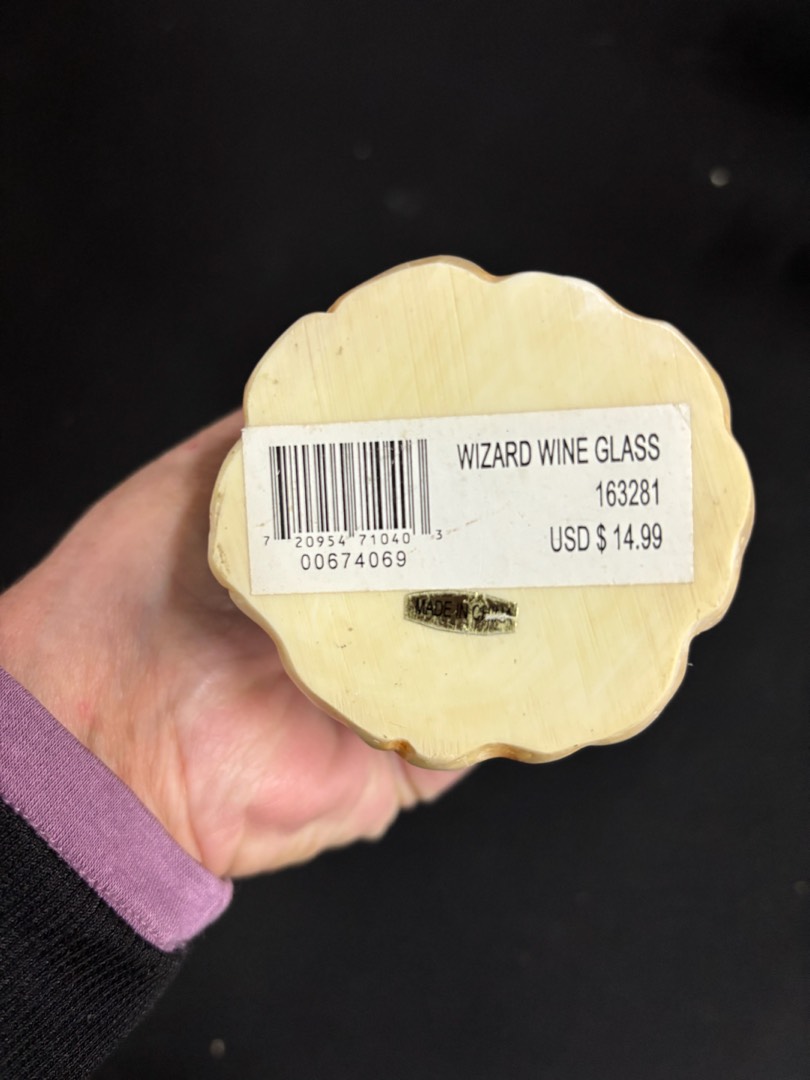 WIZARD WINE GLASS
163281
USD $ 14.99
7 20954 71040 3
00674069
MADE IN CHINA